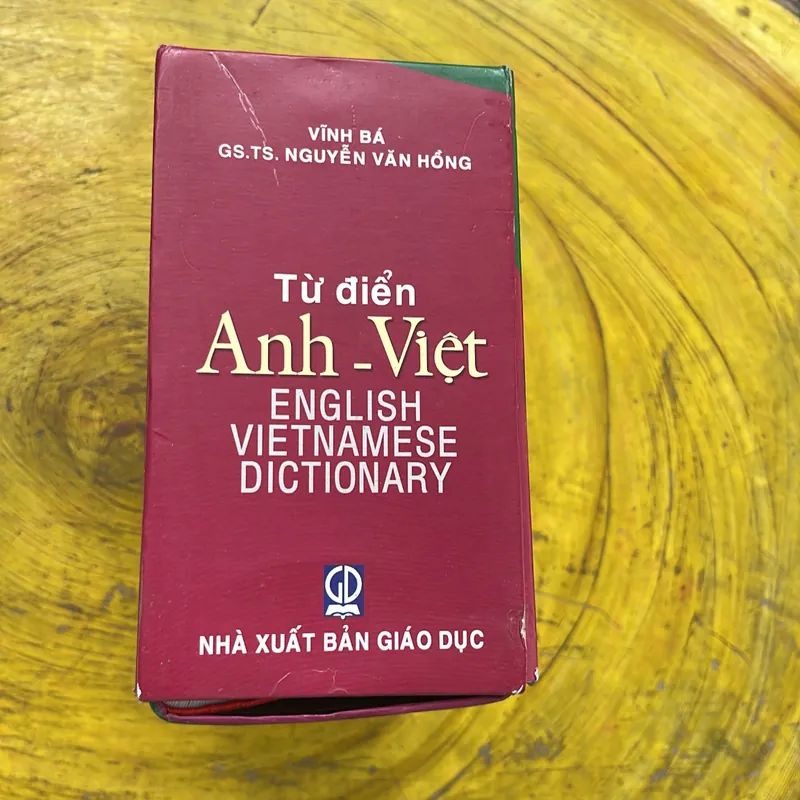 VĨNH BÁ
GS.TS. NGUYỄN VĂN HỒNG
Từ điển
Anh - Việt
ENGLISH
VIETNAMESE
DICTIONARY
GD
NHÀ XUẤT BẢN GIÁO DỤC